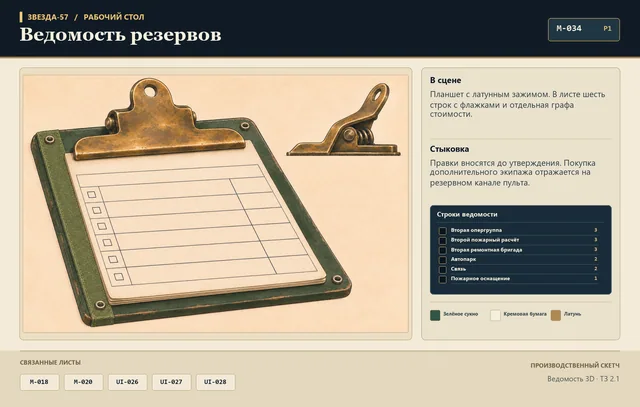 ЗВЕЗДА-57 / РАБОЧИЙ СТОЛ
Ведомость резервов
M-034 P1
В сцене
Планшет с латунным зажимом. В листе шесть
строк с флажками и отдельная графа
стоимости.
Стыковка
Правки вносятся до утверждения. Покупка
дополнительного экипажа отражается на
резервном канале пульта.
Строки ведомости
Вторая опергруппа 3
Второй пожарный расчёт 3
Вторая ремонтная бригада 3
Автопарк 2
Связь 2
Пожарное оснащение 1
Зелёное сукно
Кремовая бумага
Латунь
СВЯЗАННЫЕ ЛИСТЫ
M-018
M-020
UI-026
UI-027
UI-028
ПРОИЗВОДСТВЕННЫЙ СКЕТЧ
Ведомость 3D · ТЗ 2.1